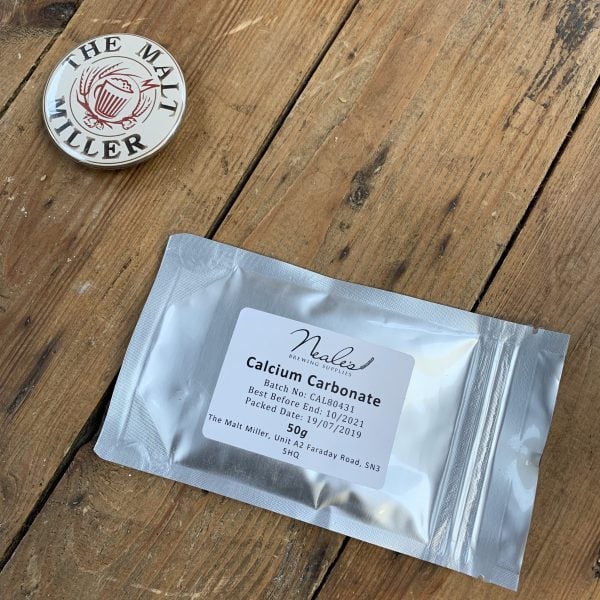 THE MALT
MILLER
Neale's
BREWING SUPPLIES
Calcium Carbonate
Batch No: CAL80431
Best Before End: 10/2021
Packed Date: 19/07/2019
50g
The Malt Miller, Unit A2 Faraday Road, SN3
5HQ